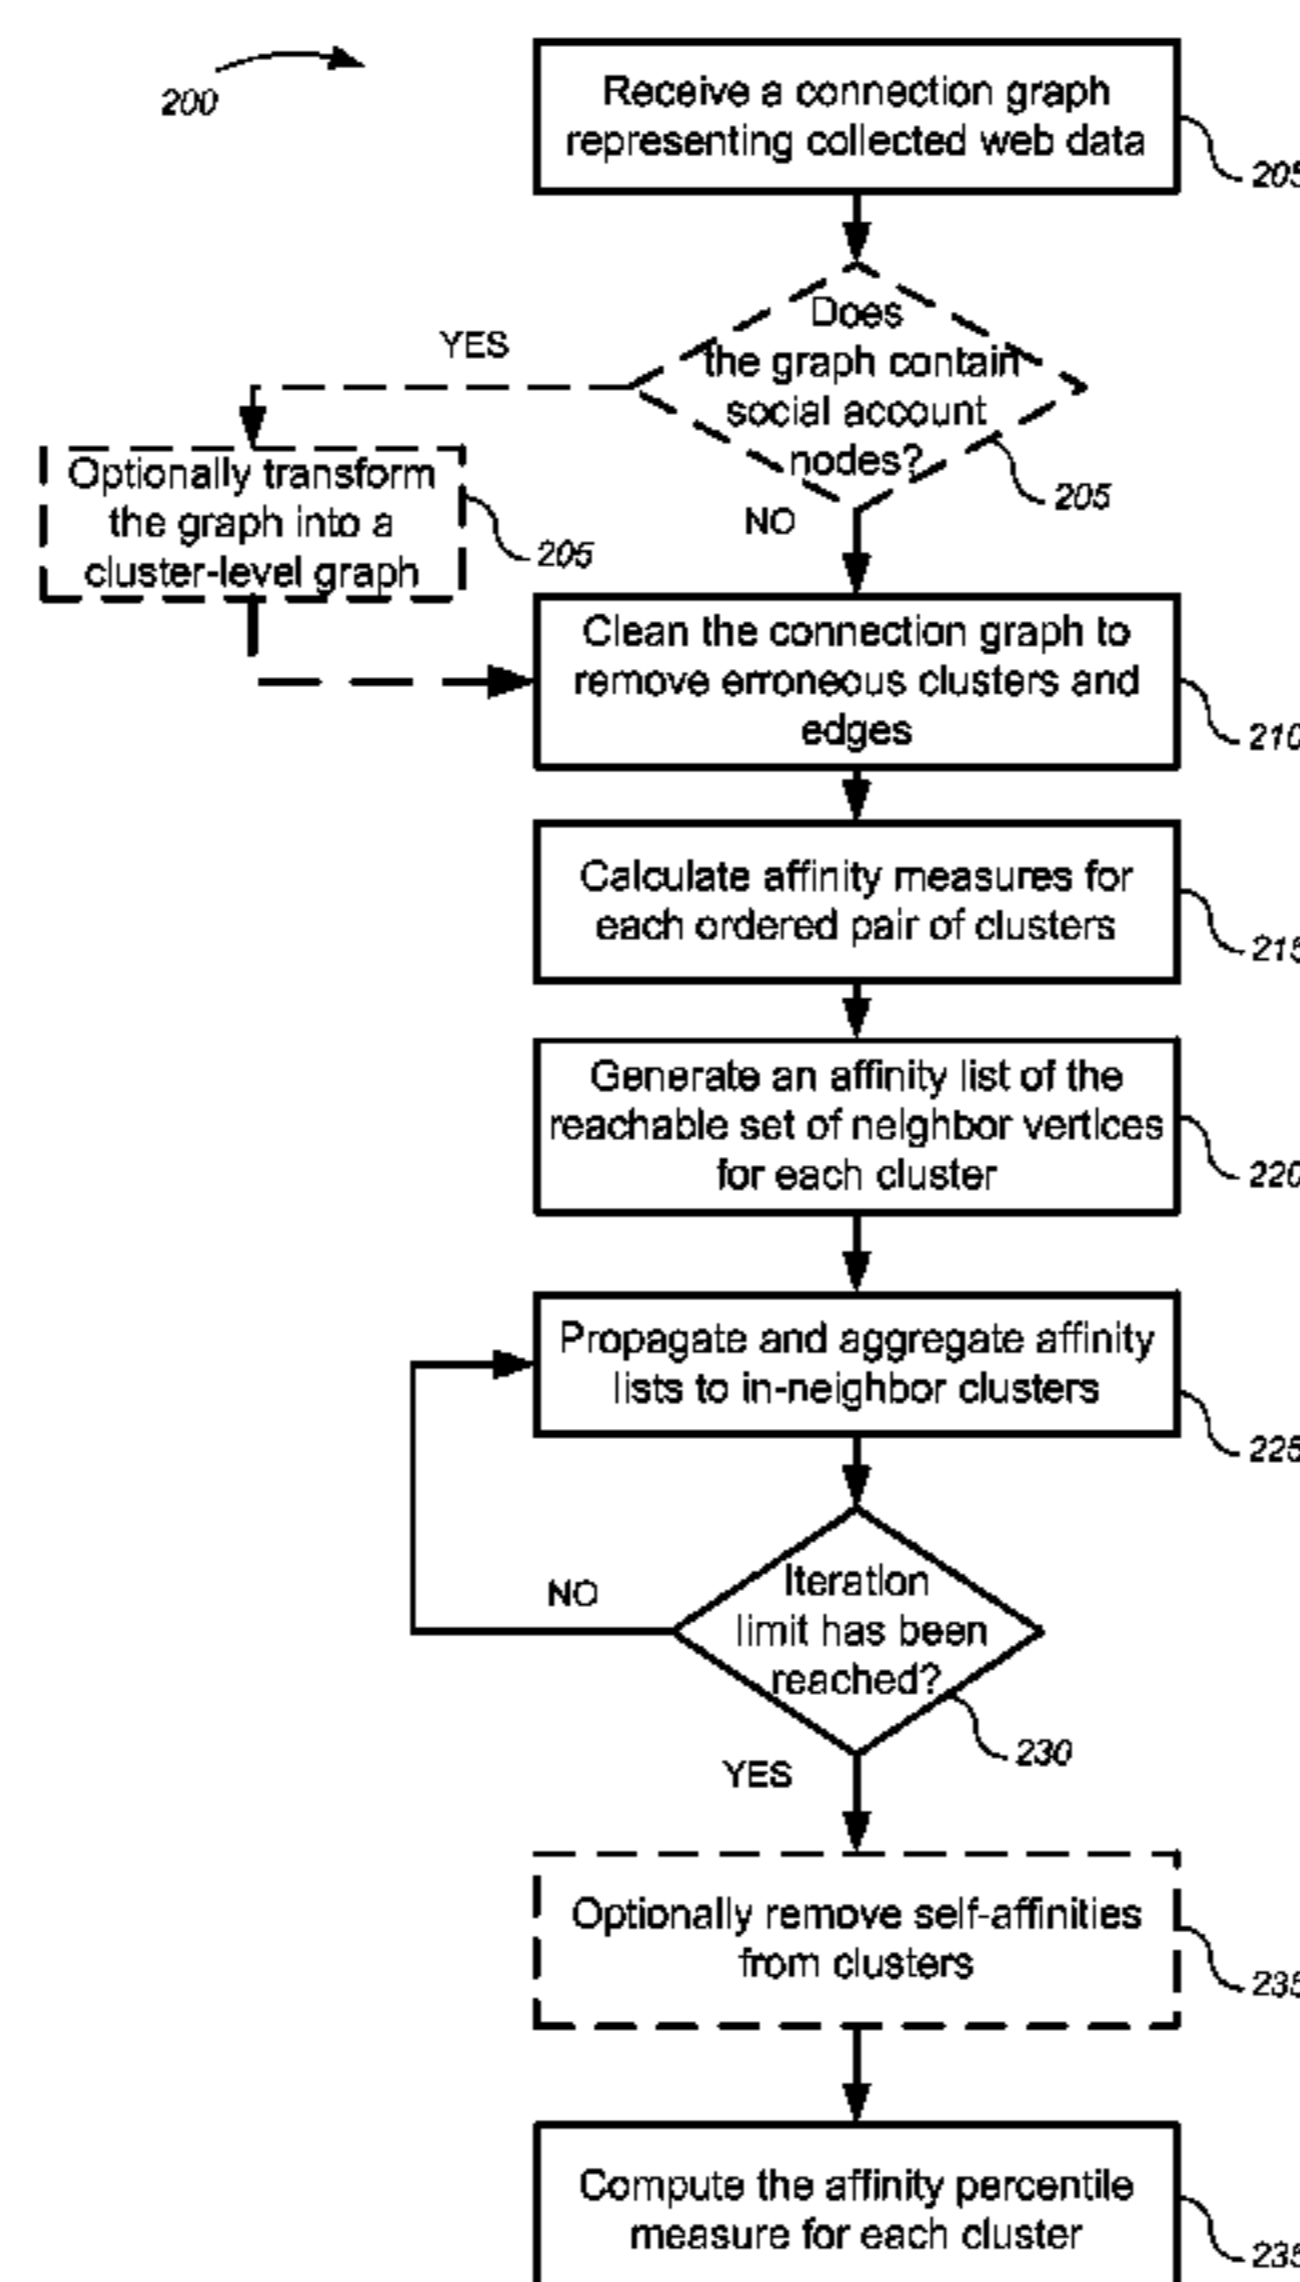 200
Receive a connection graph
representing collected web data
205
Does
the graph contain
social account
nodes?
205
YES
NO
Optionally transform
the graph into a
cluster-level graph
205
Clean the connection graph to
remove erroneous clusters and
edges
210
Calculate affinity measures for
each ordered pair of clusters
215
Generate an affinity list of the
reachable set of neighbor vertices
for each cluster
220
Propagate and aggregate affinity
lists to in-neighbor clusters
225
Iteration
limit has been
reached?
230
NO
YES
Optionally remove self-affinities
from clusters
235
Compute the affinity percentile
measure for each cluster
235